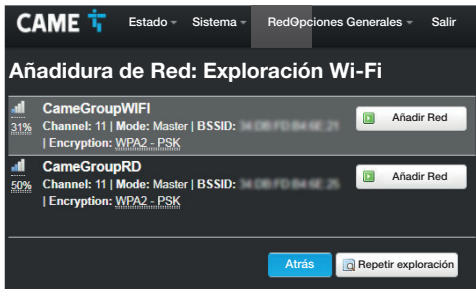 CAME
Estado
Sistema
RedOpciones Generales
Salir
Añadidura de Red: Exploración Wi-Fi
CameGroupWIFI
31%
Channel: 11 | Mode: Master | BSSID:
| Encryption: WPA2 - PSK
Añadir Red
CameGroupRD
50%
Channel: 11 | Mode: Master | BSSID:
| Encryption: WPA2 - PSK
Añadir Red
Atrás
Repetir exploración